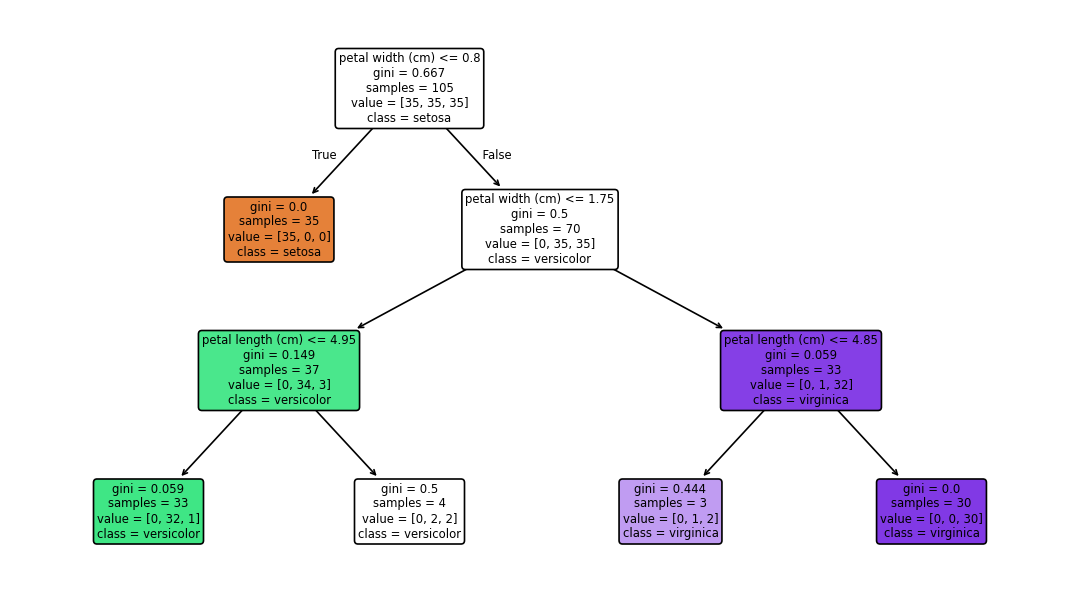 petal width (cm) <= 0.8
gini = 0.667
samples = 105
value = [35, 35, 35]
class = setosa
True
False
gini = 0.0
samples = 35
value = [35, 0, 0]
class = setosa
petal width (cm) <= 1.75
gini = 0.5
samples = 70
value = [0, 35, 35]
class = versicolor
petal length (cm) <= 4.95
gini = 0.149
samples = 37
value = [0, 34, 3]
class = versicolor
petal length (cm) <= 4.85
gini = 0.059
samples = 33
value = [0, 1, 32]
class = virginica
gini = 0.059
samples = 33
value = [0, 32, 1]
class = versicolor
gini = 0.5
samples = 4
value = [0, 2, 2]
class = versicolor
gini = 0.444
samples = 3
value = [0, 1, 2]
class = virginica
gini = 0.0
samples = 30
value = [0, 0, 30]
class = virginica